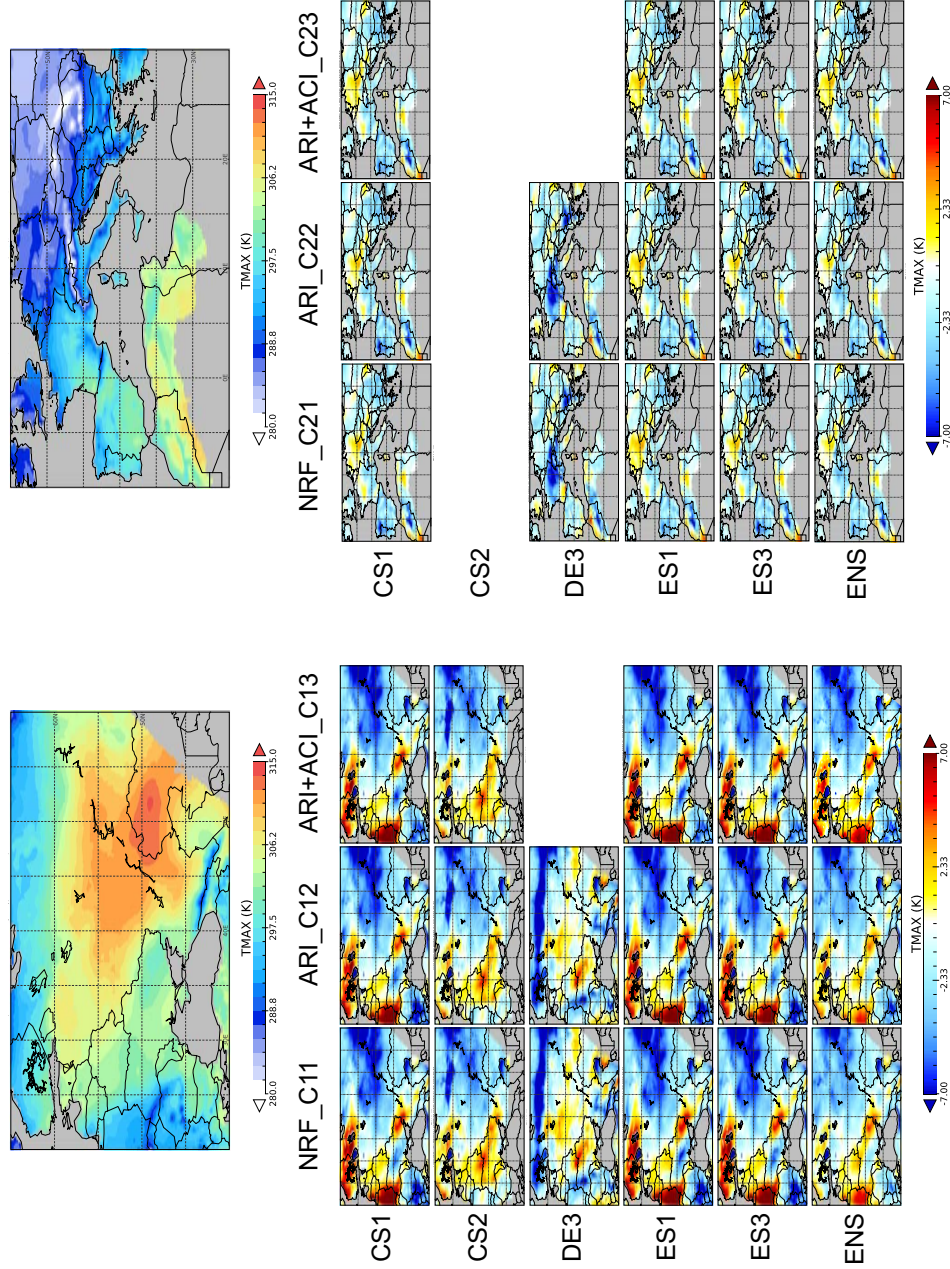 280.0 288.8 297.5 306.2 315.0
TMAX (K)
NRF_C11 ARI_C12 ARI+ACI_C13
CS1
CS2
DE3
ES1
ES3
ENS
-7.00 -2.33 2.33 7.00
TMAX (K)
280.0 288.8 297.5 306.2 315.0
TMAX (K)
NRF_C21 ARI_C22 ARI+ACI_C23
CS1
CS2
DE3
ES1
ES3
ENS
-7.00 -2.33 2.33 7.00
TMAX (K)